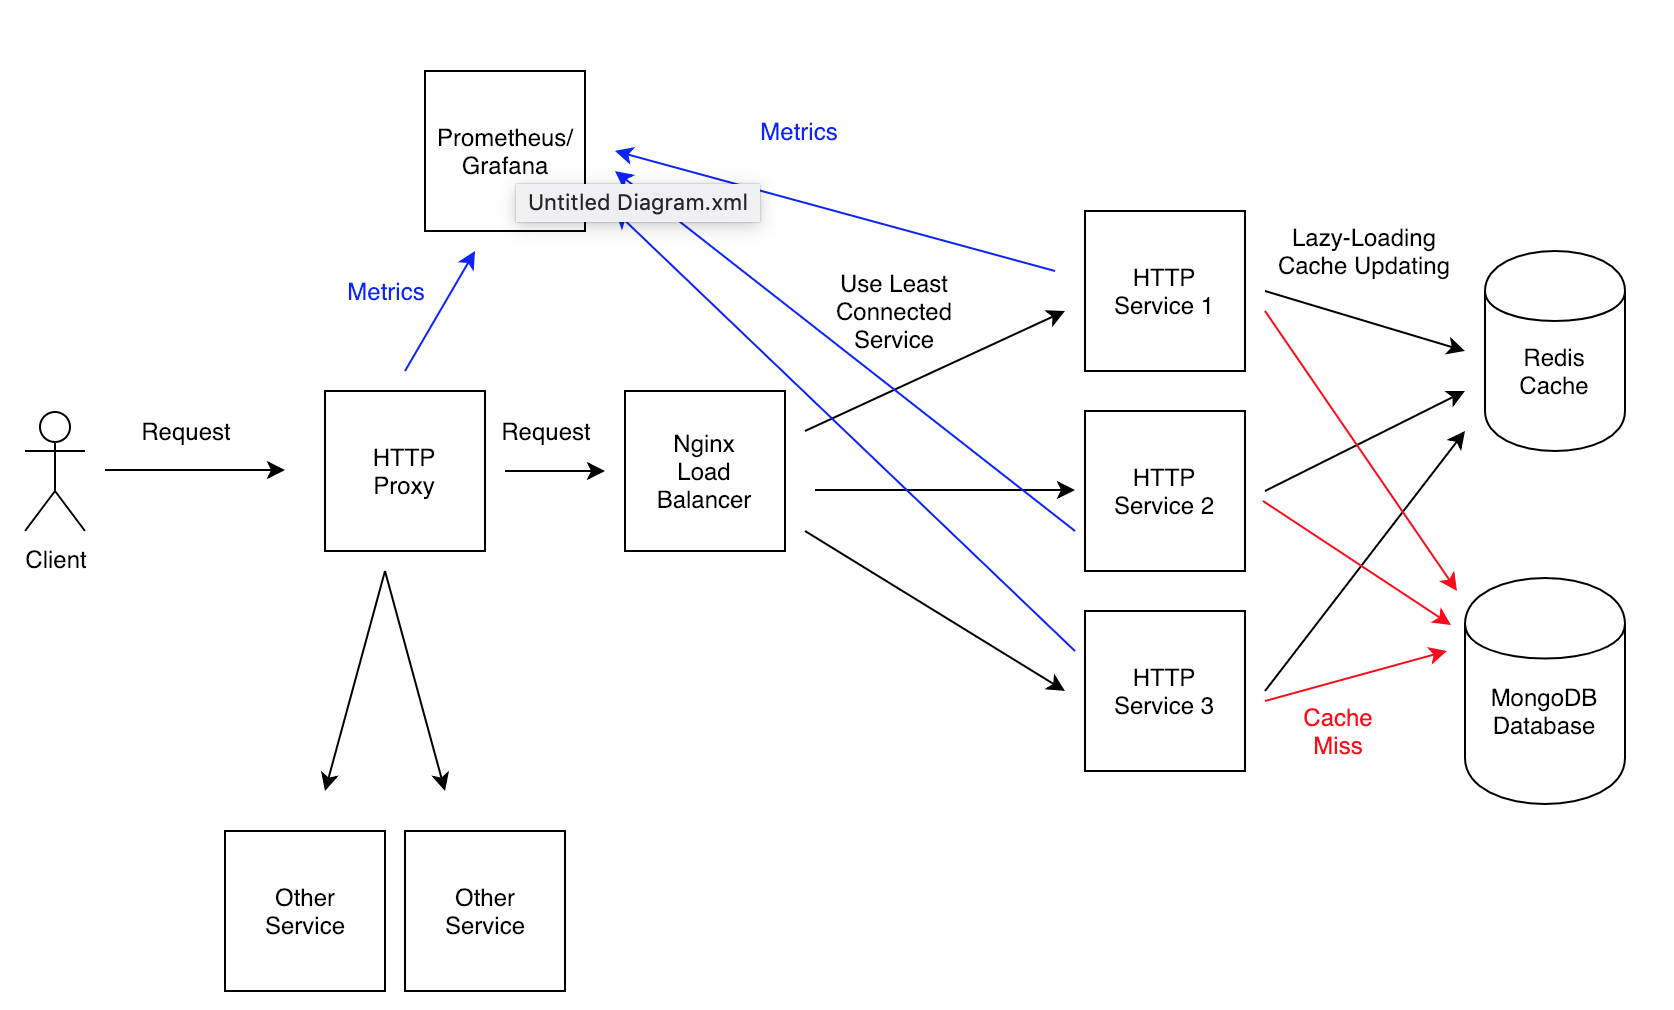 Metrics
Prometheus/
Grafana
Untitled Diagram.xml
Lazy-Loading
Cache Updating
Metrics
Use Least
Connected
Service
HTTP
Service 1
Redis
Cache
Request
Request
HTTP
Proxy
Nginx
Load
Balancer
HTTP
Service 2
Client
HTTP
Service 3
Cache
Miss
MongoDB
Database
Other
Service
Other
Service